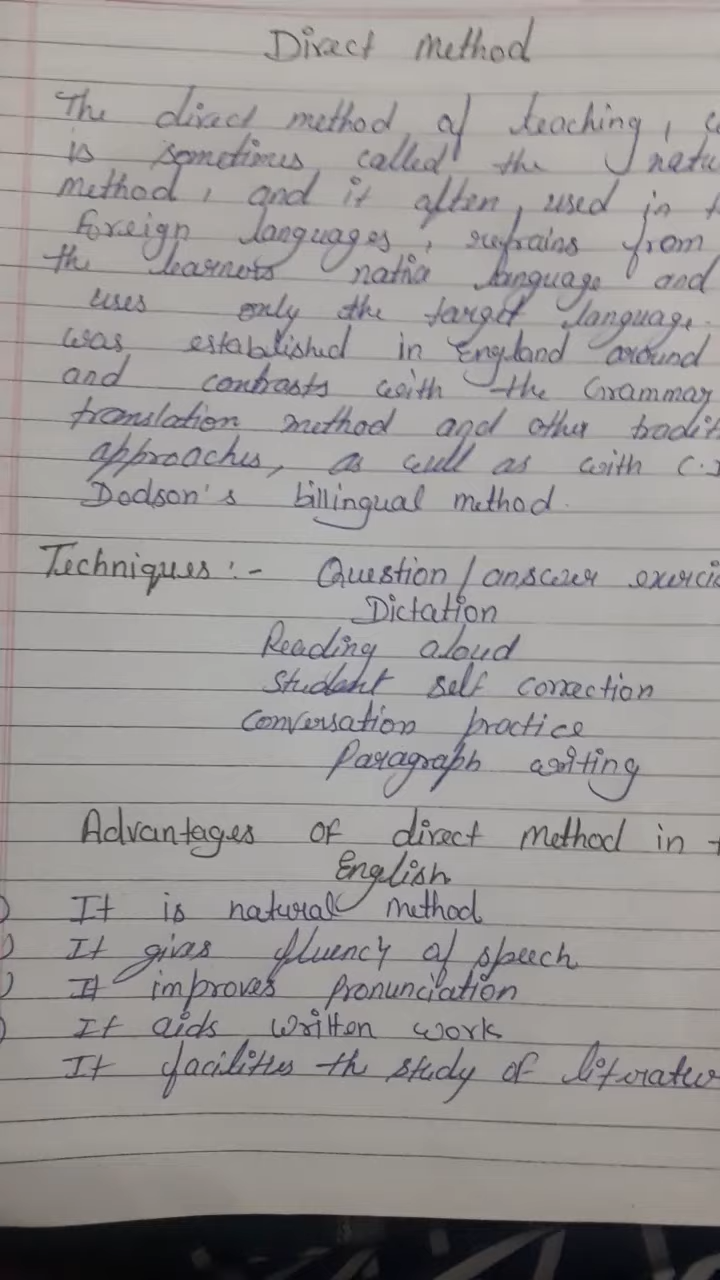 Direct method
The direct method of teaching,
is sometimes called the natu
method, and it often, used in
foreign languages, refrains from
the learners nativ language and
uses only the target language.
was established in England around
and contrasts with the Grammar
translation method and other tradit
approaches, as well as with C.J
Dodson's billingual method.
Techniques :- Question / answer exerci
Dictation
Reading aloud
Student self correction
Conversation practice
Paragraph writing
Advantages of direct method in t
English
It is natural method
It gives fluency of speech
It improves pronunciation
It aids written work
It facilities the study of literatur